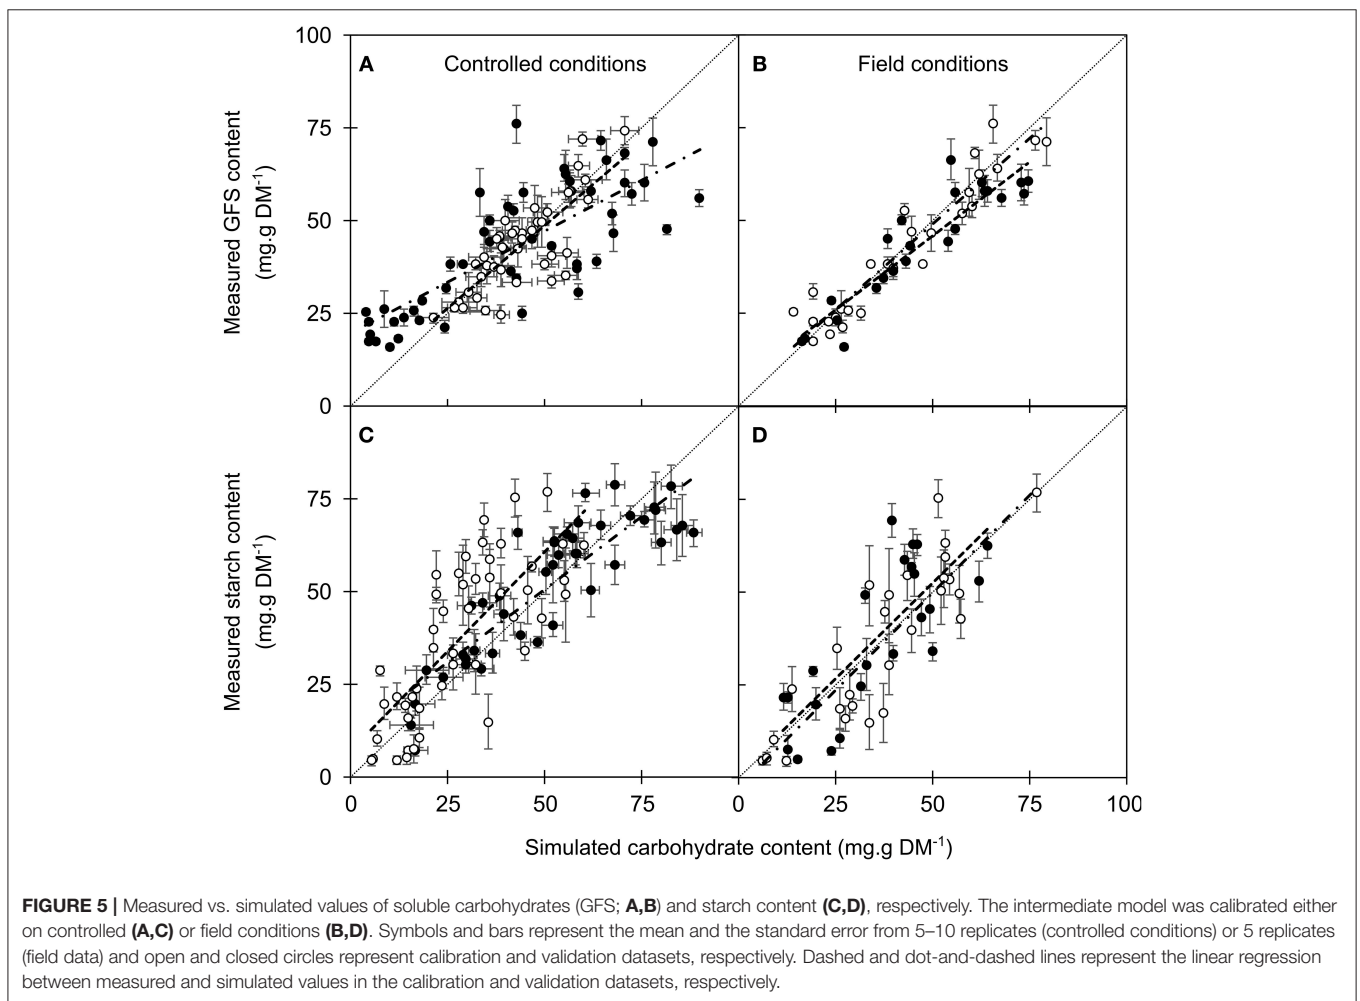 100
A
Controlled conditions
B
Field conditions
75
50
25
0
Measured GFS content
(mg.g DM⁻¹)
C
D
75
50
25
0
Measured starch content
(mg.g DM⁻¹)
0
25
50
75
0
25
50
75
100
Simulated carbohydrate content (mg.g DM⁻¹)
FIGURE 5 | Measured vs. simulated values of soluble carbohydrates (GFS; A,B) and starch content (C,D), respectively. The intermediate model was calibrated either
on controlled (A,C) or field conditions (B,D). Symbols and bars represent the mean and the standard error from 5–10 replicates (controlled conditions) or 5 replicates
(field data) and open and closed circles represent calibration and validation datasets, respectively. Dashed and dot-and-dashed lines represent the linear regression
between measured and simulated values in the calibration and validation datasets, respectively.